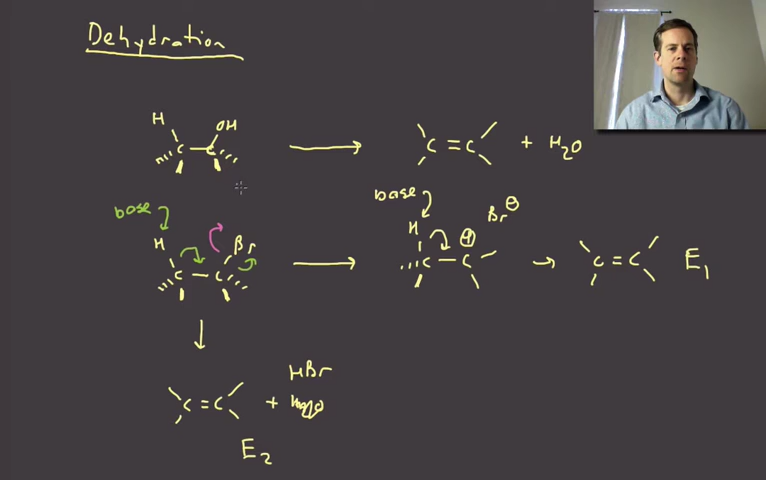 Dehydration
H OH
C — C → C = C + H2O
base base
H Br H ⊕ Br⊖
C — C → C — C → C = C E1
↓
HBr
C = C +
E2